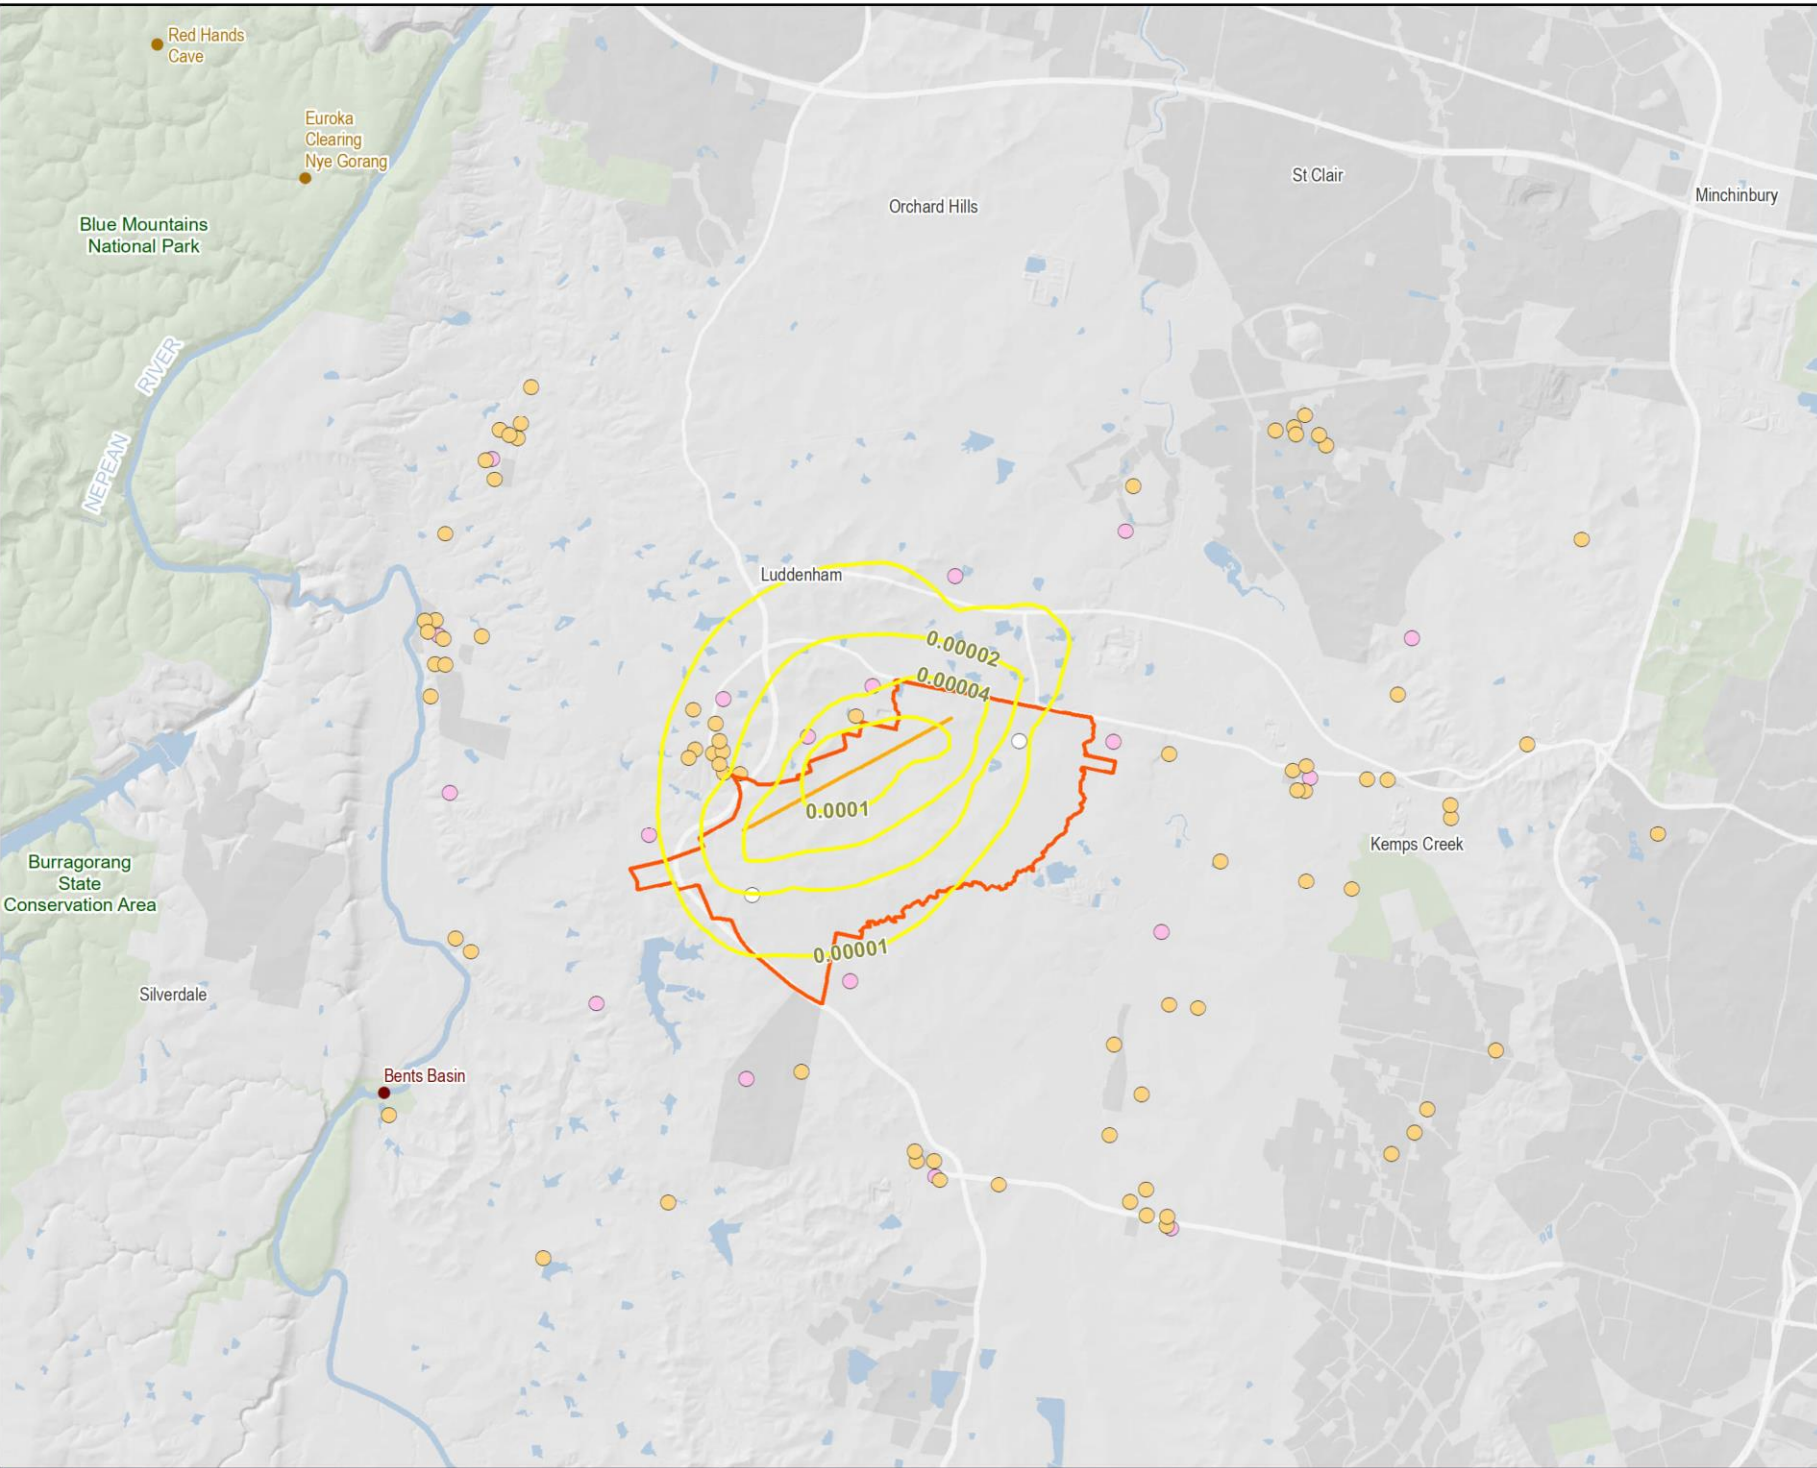 Red Hands
Cave
Euroka
Clearing
Nye Gorang
Blue Mountains
National Park
Orchard Hills
St Clair
Minchinbury
NEPEAN
RIVER
Luddenham
0.00002
0.00004
0.0001
0.00001
Kemps Creek
Burragorang
State
Conservation Area
Silverdale
Bents Basin